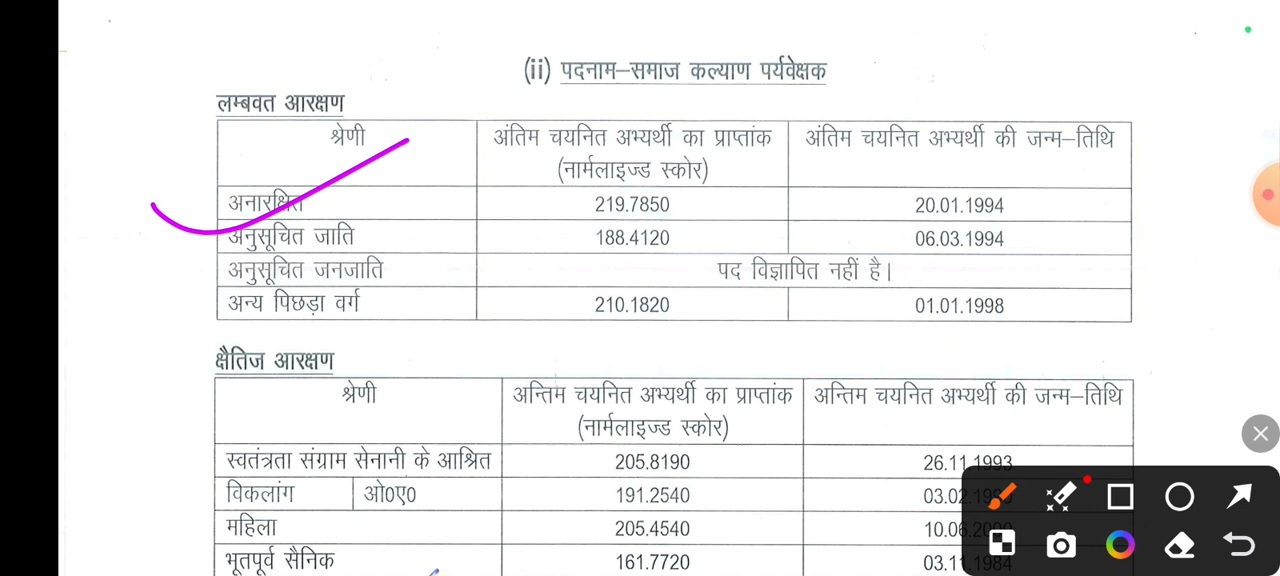 (ii) पदनाम–समाज कल्याण पर्यवेक्षक
लम्बवत आरक्षण
श्रेणी अंतिम चयनित अभ्यर्थी का प्राप्तांक अंतिम चयनित अभ्यर्थी की जन्म–तिथि
(नार्मलाइज्ड स्कोर)
अनारक्षित 219.7850 20.01.1994
अनुसूचित जाति 188.4120 06.03.1994
अनुसूचित जनजाति पद विज्ञापित नहीं है।
अन्य पिछड़ा वर्ग 210.1820 01.01.1998
क्षैतिज आरक्षण
श्रेणी अन्तिम चयनित अभ्यर्थी का प्राप्तांक अन्तिम चयनित अभ्यर्थी की जन्म–तिथि
(नार्मलाइज्ड स्कोर)
स्वतंत्रता संग्राम सेनानी के आश्रित 205.8190 26.11.1993
विकलांग ओ0ए0 191.2540
महिला 205.4540
भूतपूर्व सैनिक 161.7720 03.11.1984